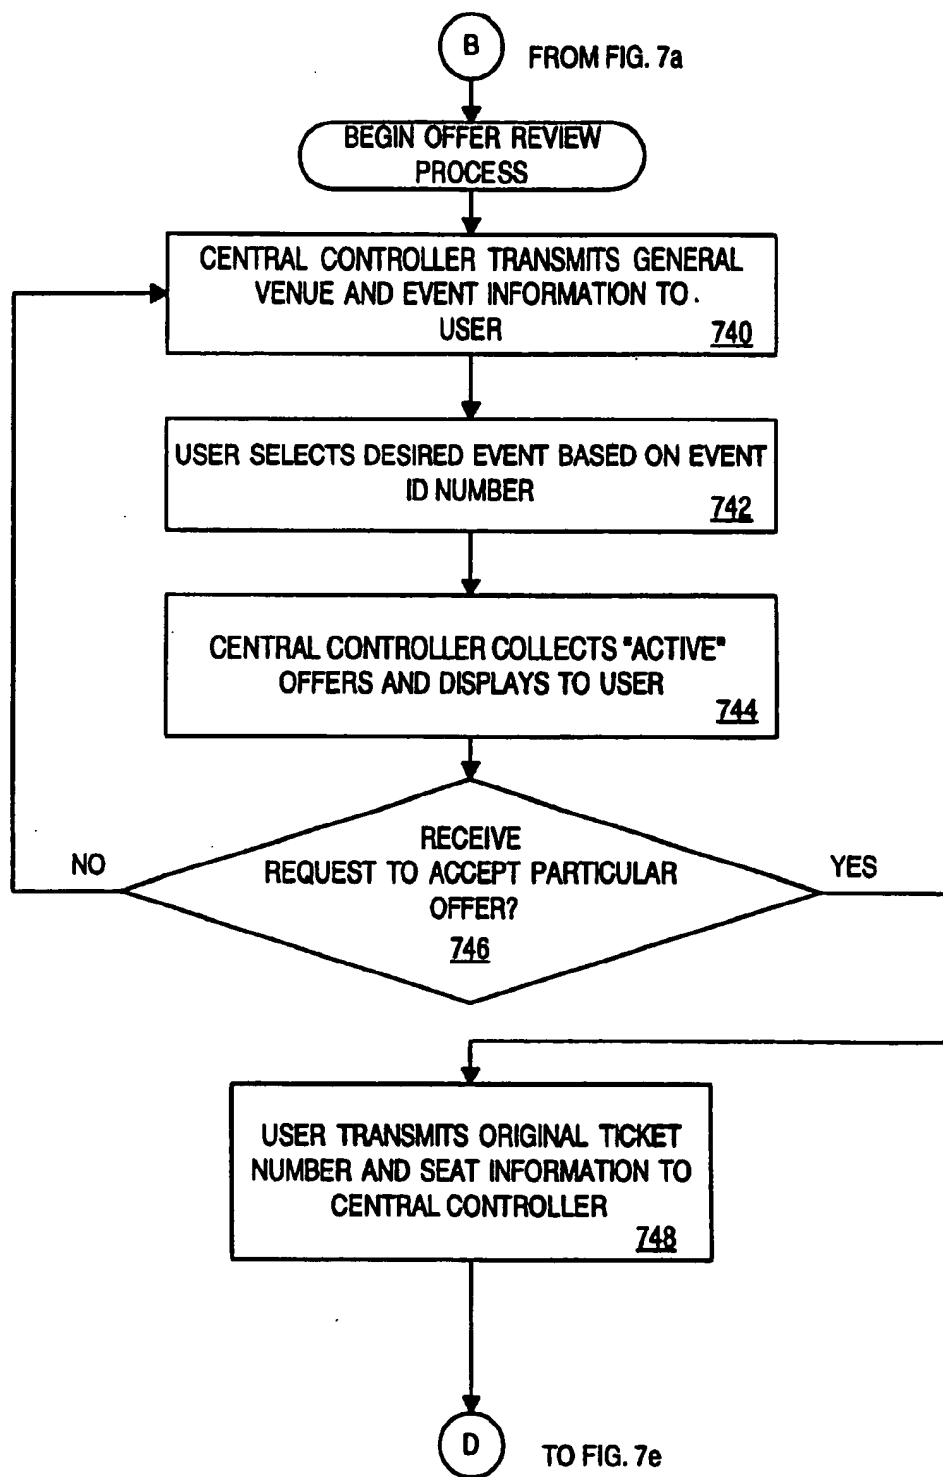 B
FROM FIG. 7a
BEGIN OFFER REVIEW
PROCESS
CENTRAL CONTROLLER TRANSMITS GENERAL
VENUE AND EVENT INFORMATION TO
USER
740
USER SELECTS DESIRED EVENT BASED ON EVENT
ID NUMBER
742
CENTRAL CONTROLLER COLLECTS "ACTIVE"
OFFERS AND DISPLAYS TO USER
744
RECEIVE
REQUEST TO ACCEPT PARTICULAR
OFFER?
746
NO
YES
USER TRANSMITS ORIGINAL TICKET
NUMBER AND SEAT INFORMATION TO
CENTRAL CONTROLLER
748
D
TO FIG. 7e